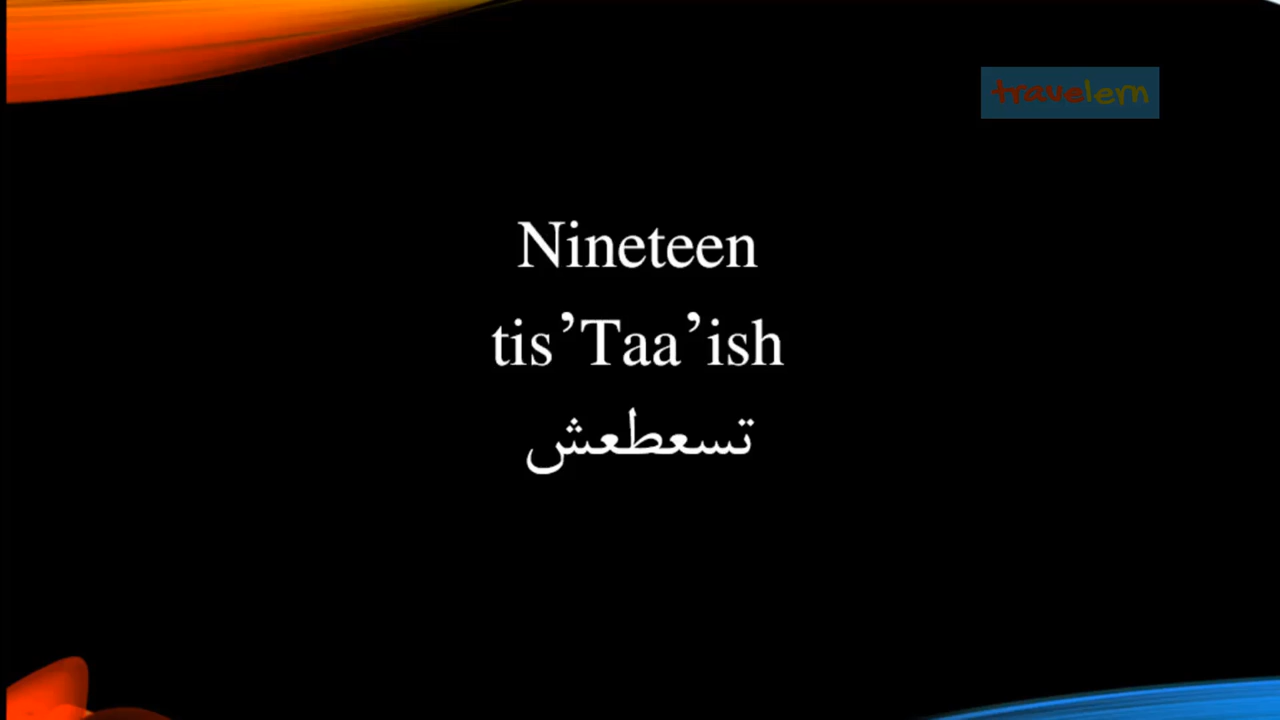 travelern
Nineteen
tis’Taa’ish
تسعطعش